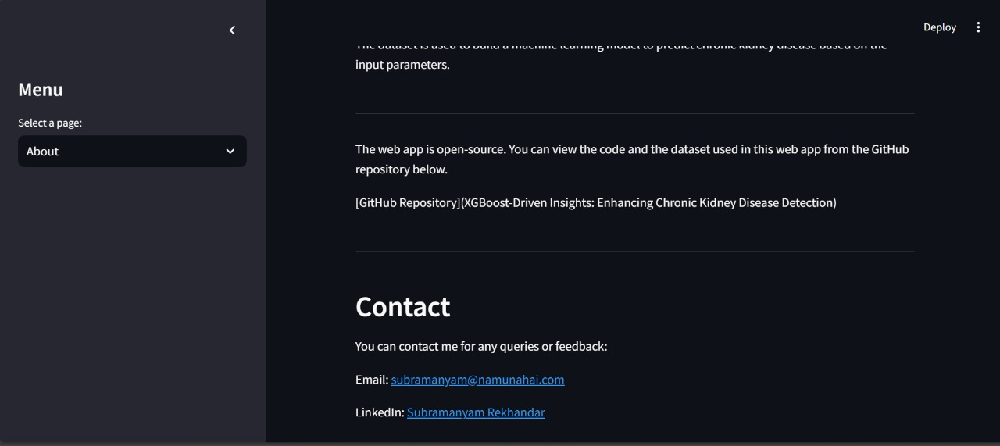 Deploy
Menu
Select a page:
About
The dataset is used to build a machine learning model to predict chronic kidney disease based on the
input parameters.
The web app is open-source. You can view the code and the dataset used in this web app from the GitHub
repository below.
[GitHub Repository](XGBoost-Driven Insights: Enhancing Chronic Kidney Disease Detection)
Contact
You can contact me for any queries or feedback:
Email: subramanyam@namunahai.com
LinkedIn: Subramanyam Rekhandar